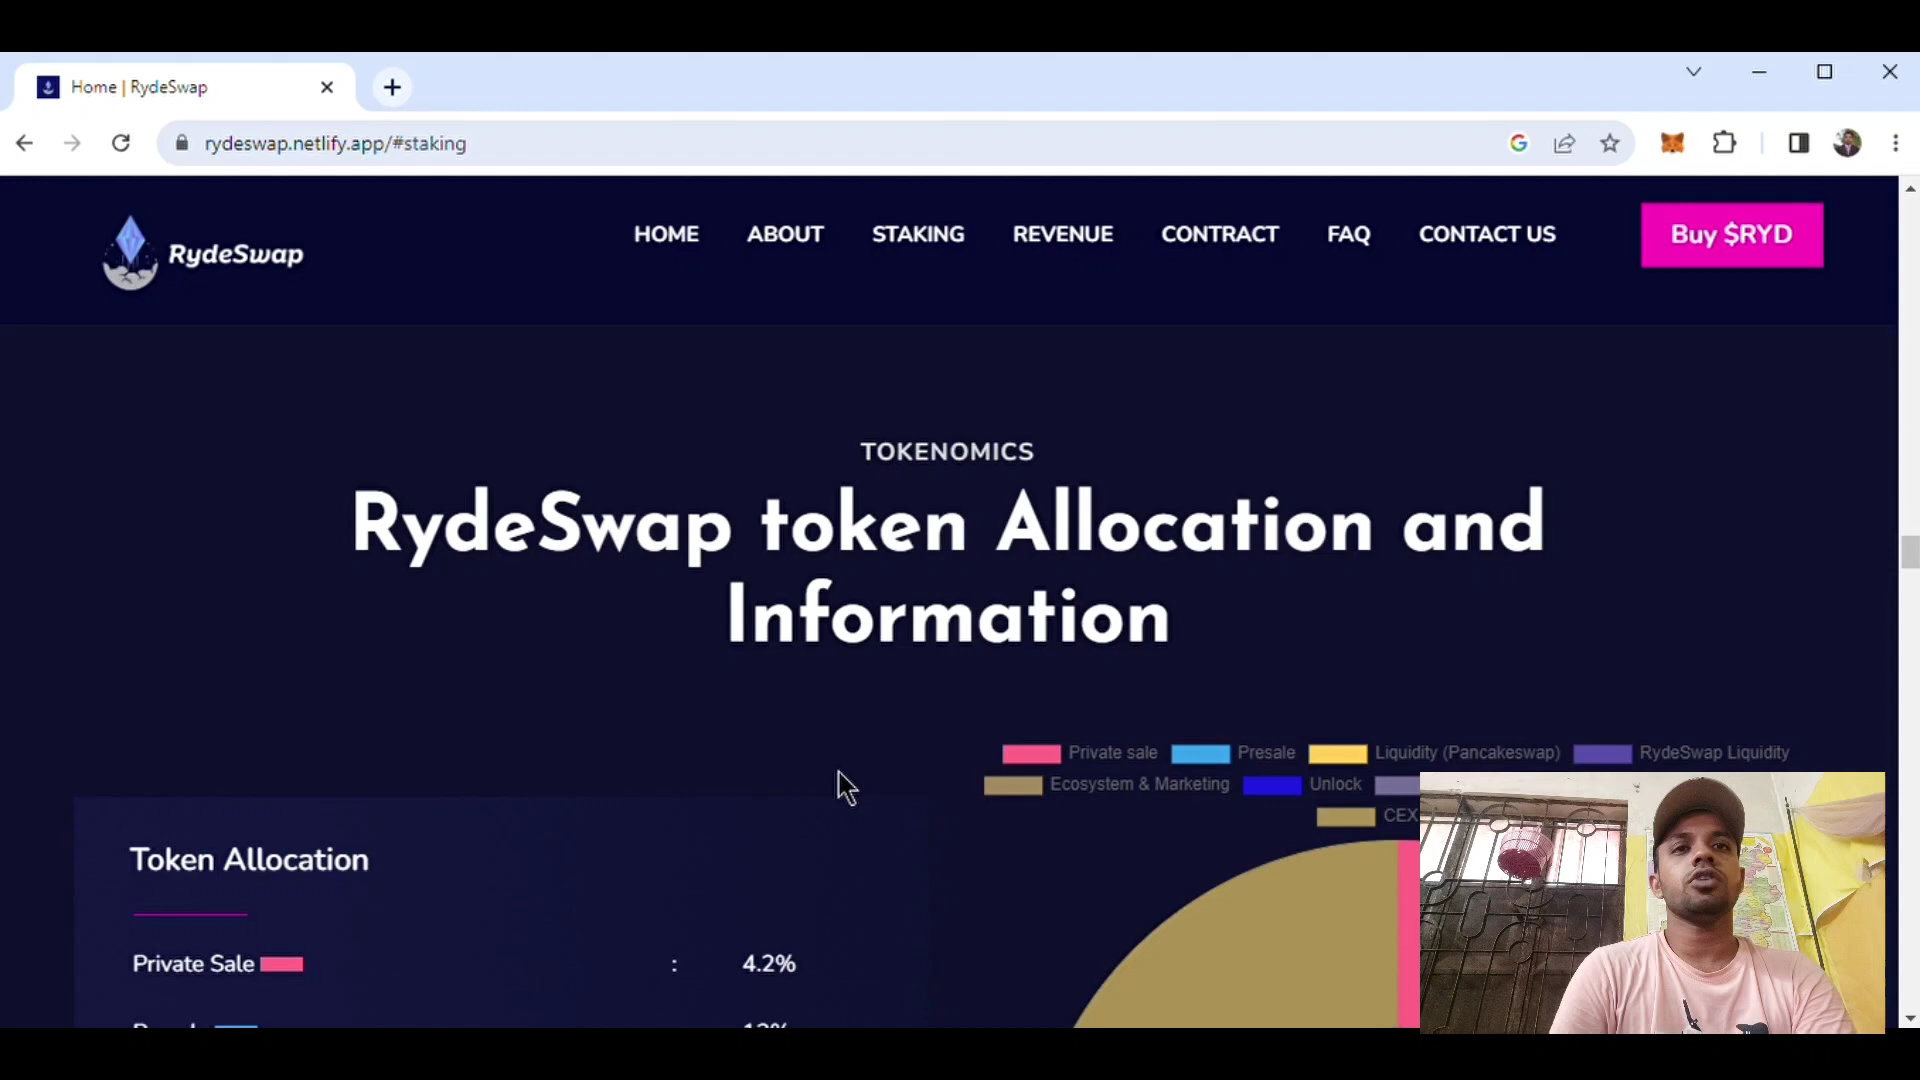 Home | RydeSwap
rydeswap.netlify.app/#staking
RydeSwap
HOME ABOUT STAKING REVENUE CONTRACT FAQ CONTACT US Buy $RYD
TOKENOMICS
RydeSwap token Allocation and
Information
Private sale Presale Liquidity (Pancakeswap) RydeSwap Liquidity
Ecosystem & Marketing Unlock
CEX
Token Allocation
Private Sale : 4.2%